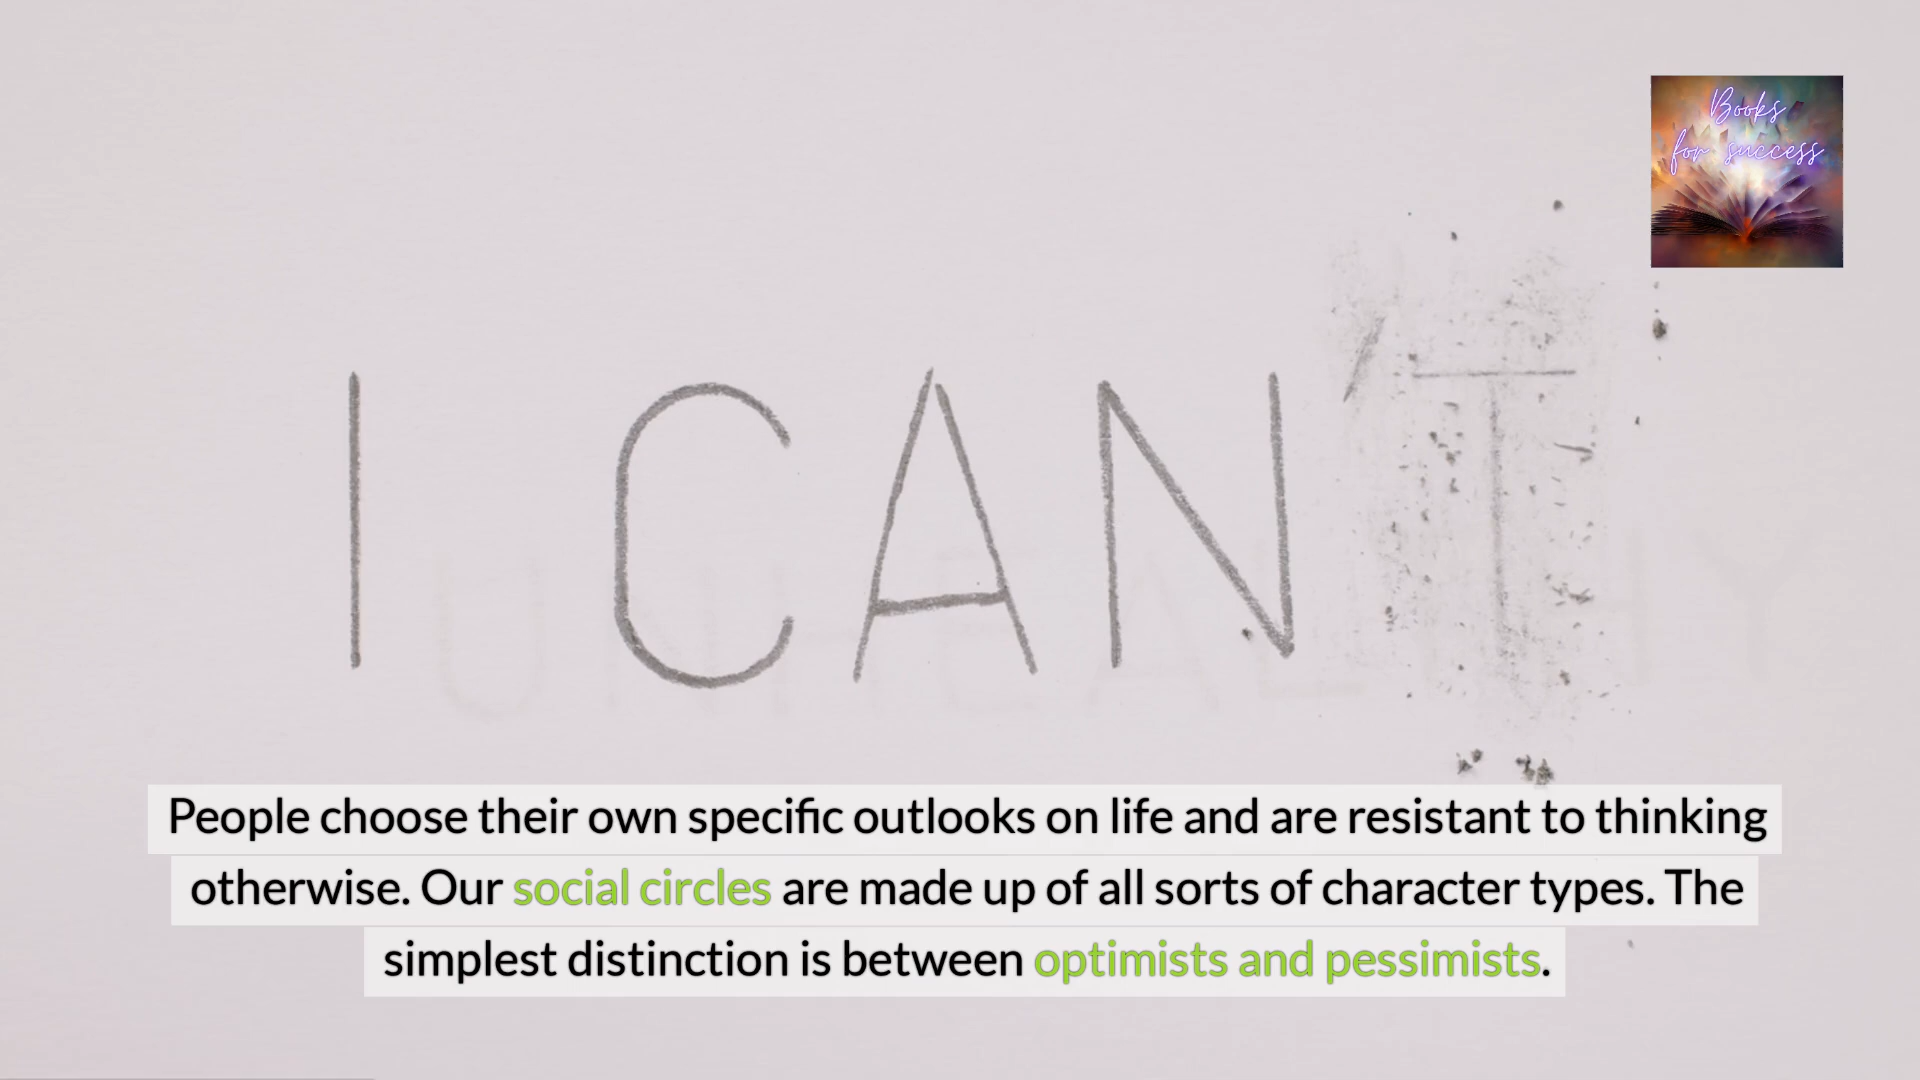 Books
for success
I CAN'T
UNHEALTHY
People choose their own specific outlooks on life and are resistant to thinking
otherwise. Our social circles are made up of all sorts of character types. The
simplest distinction is between optimists and pessimists.